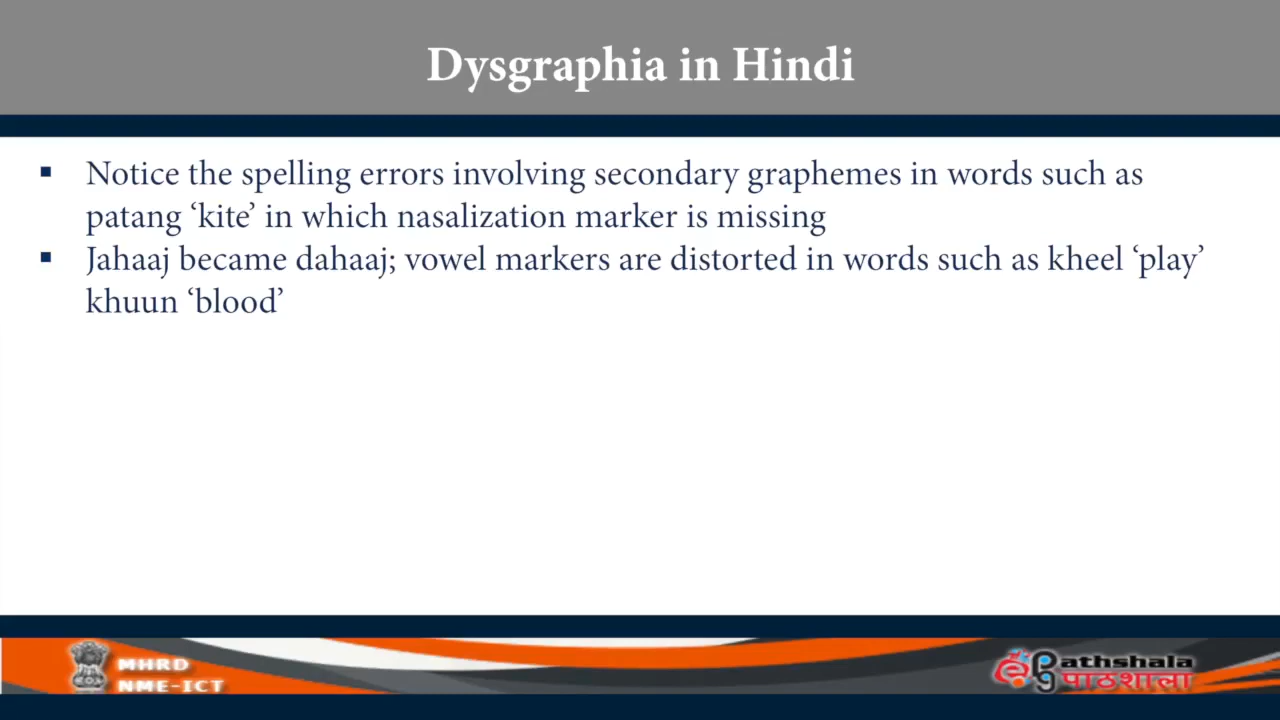 Dysgraphia in Hindi
▪ Notice the spelling errors involving secondary graphemes in words such as
patang ‘kite’ in which nasalization marker is missing
▪ Jahaaj became dahaaj; vowel markers are distorted in words such as kheel ‘play’
khuun ‘blood’
MHRD
NME-ICT
ePathshala
पाठशाला